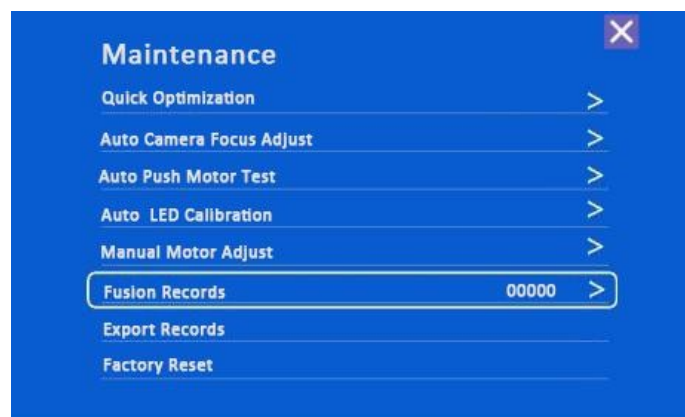 Maintenance
Quick Optimization >
Auto Camera Focus Adjust >
Auto Push Motor Test >
Auto LED Calibration >
Manual Motor Adjust >
Fusion Records 00000 >
Export Records
Factory Reset